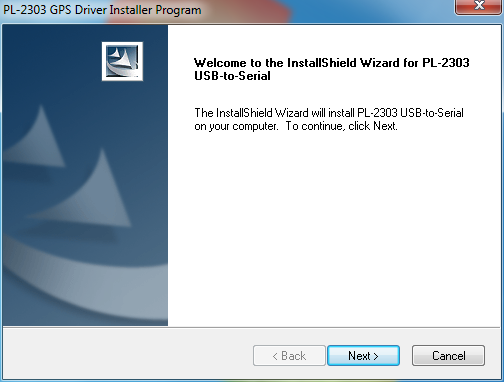 PL-2303 GPS Driver Installer Program
Welcome to the InstallShield Wizard for PL-2303
USB-to-Serial
The InstallShield Wizard will install PL-2303 USB-to-Serial
on your computer.  To continue, click Next.
< Back
Next >
Cancel